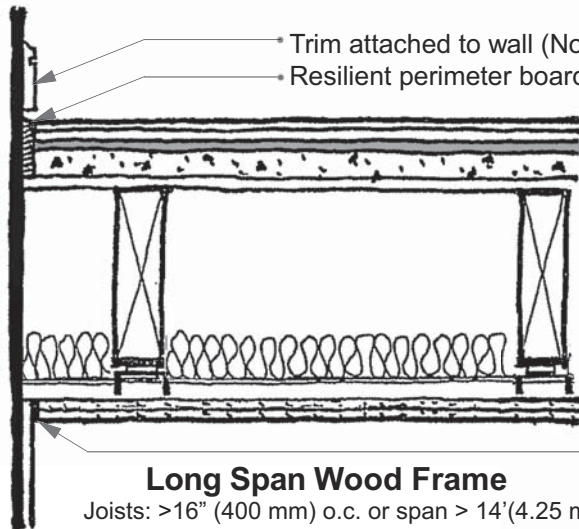 Trim attached to wall (No
Resilient perimeter board
Long Span Wood Frame
Joists: >16” (400 mm) o.c. or span > 14’(4.25 m